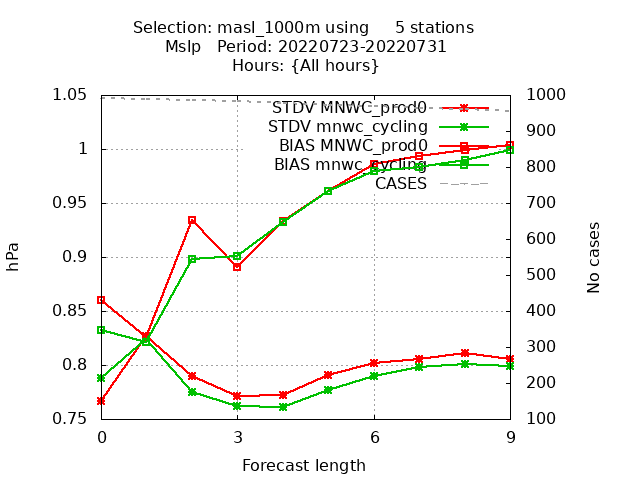 Selection: masl_1000m using 5 stations
Mslp Period: 20220723-20220731
Hours: {All hours}
STDV MNWC_prod0
STDV mnwc_cycling
BIAS MNWC_prod0
BIAS mnwc_cycling
CASES
hPa
1.05
1
0.95
0.9
0.85
0.8
0.75
No cases
1000
900
800
700
600
500
400
300
200
100
0 3 6 9
Forecast length